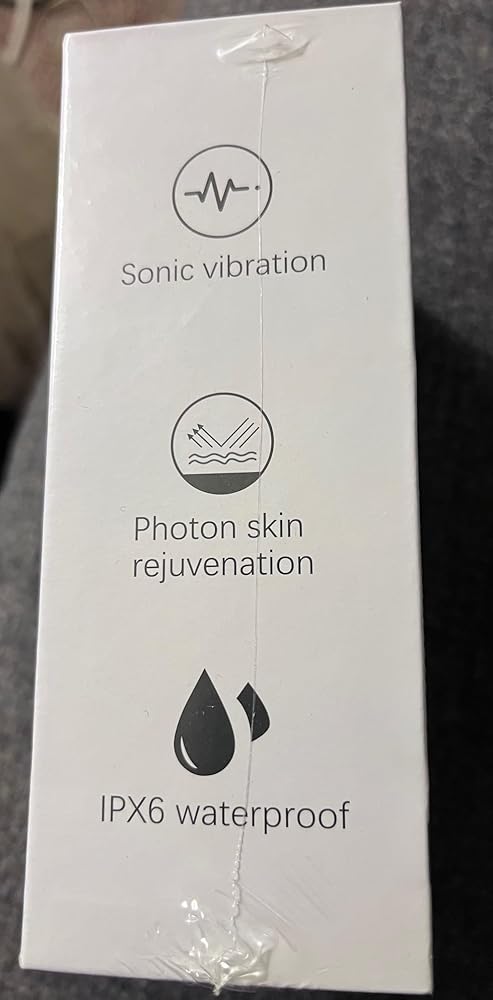 Sonic vibration
Photon skin
rejuvenation
IPX6 waterproof